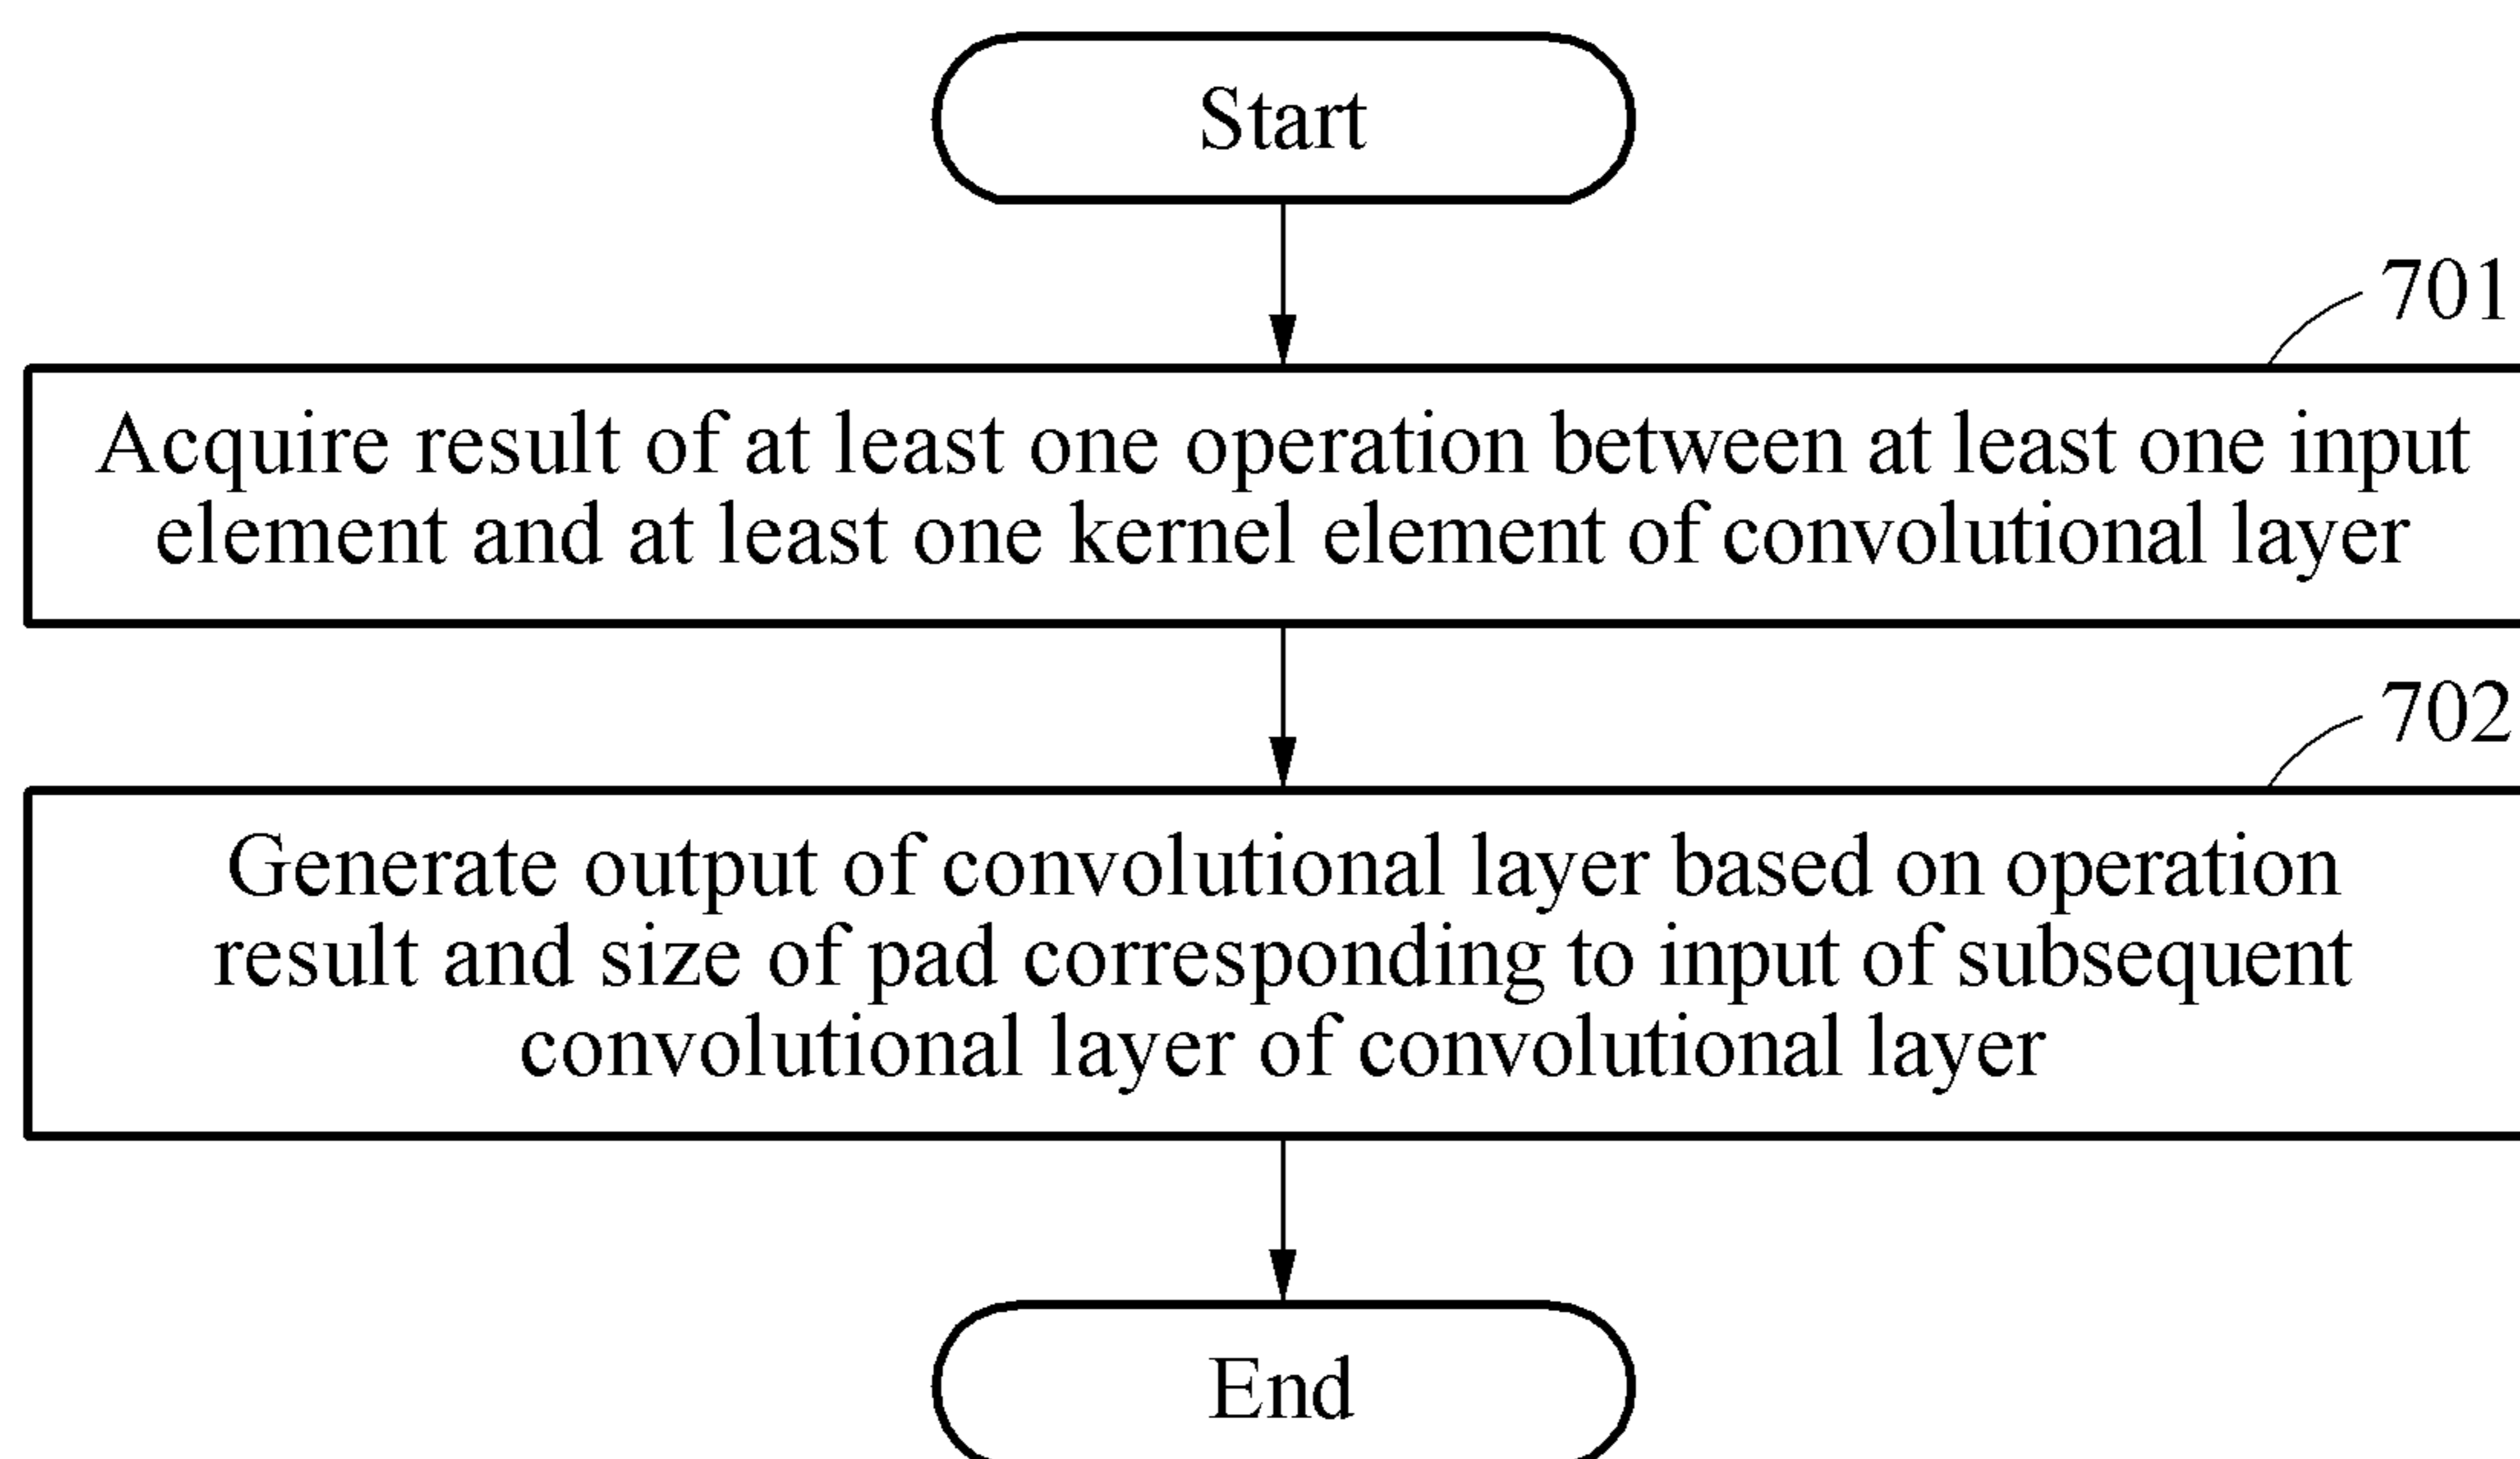 Start
701
Acquire result of at least one operation between at least one input
element and at least one kernel element of convolutional layer
702
Generate output of convolutional layer based on operation
result and size of pad corresponding to input of subsequent
convolutional layer of convolutional layer
End